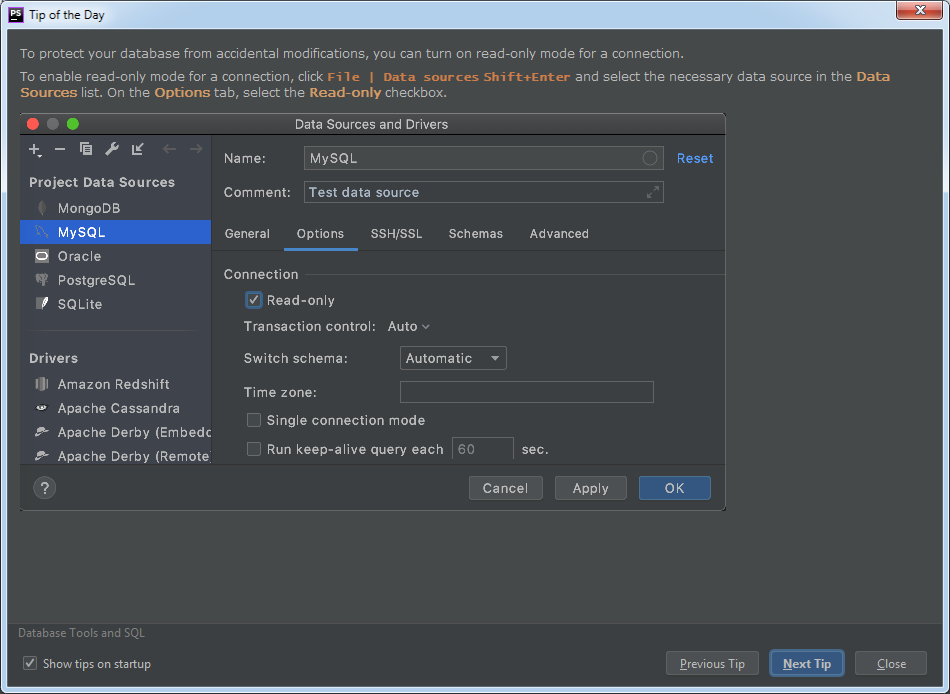 PS Tip of the Day
To protect your database from accidental modifications, you can turn on read-only mode for a connection.
To enable read-only mode for a connection, click File | Data sources Shift+Enter and select the necessary data source in the Data
Sources list. On the Options tab, select the Read-only checkbox.
Data Sources and Drivers
Name: MySQL Reset
Comment: Test data source
Project Data Sources
MongoDB
MySQL
Oracle
PostgreSQL
SQLite
Drivers
Amazon Redshift
Apache Cassandra
Apache Derby (Embedd
Apache Derby (Remote)
General Options SSH/SSL Schemas Advanced
Connection
Read-only
Transaction control: Auto
Switch schema: Automatic
Time zone:
Single connection mode
Run keep-alive query each 60 sec.
? Cancel Apply OK
Database Tools and SQL
Show tips on startup
Previous Tip Next Tip Close